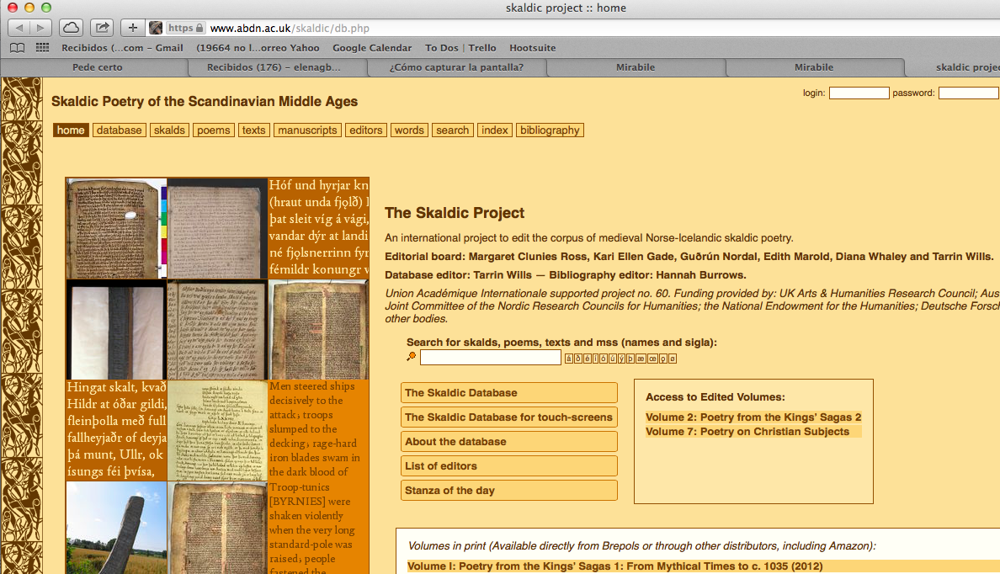 skaldic project :: home
https www.abdn.ac.uk/skaldic/db.php
Recibidos (...com – Gmail (19664 no l...orreo Yahoo Google Calendar To Dos | Trello Hootsuite
Pede certo Recibidos (176) – elenagb... ¿Cómo capturar la pantalla? Mirabile Mirabile skaldic projec
login: password:
Skaldic Poetry of the Scandinavian Middle Ages
home database skalds poems texts manuscripts editors words search index bibliography
Hóf und hyrjar kn
(hraut unda fjǫlð)
þat sleit víg á vági,
vandar dýr at landi
né fjǫlsnerrinn fyr
fémildr konungr v
Hingat skalt, kvað
Hildr at óðar gildi,
fleinþolla með full
fallheyjaðr of deyja
þá munt, Ullr, ok
ísungs féi þvísa,
Men steered ships
decisively to the
attack; troops
slumped to the
decking; rage-hard
iron blades swam in
the dark blood of
Troop-tunics
[BYRNIES] were
shaken violently
when the very long
standard-pole was
raised; people
fastened the
The Skaldic Project
An international project to edit the corpus of medieval Norse-Icelandic skaldic poetry.
Editorial board: Margaret Clunies Ross, Kari Ellen Gade, Guðrún Nordal, Edith Marold, Diana Whaley and Tarrin Wills.
Database editor: Tarrin Wills — Bibliography editor: Hannah Burrows.
Union Académique Internationale supported project no. 60. Funding provided by: UK Arts & Humanities Research Council; Aus
Joint Committee of the Nordic Research Councils for Humanities; the National Endowment for the Humanities; Deutsche Forsch
other bodies.
Search for skalds, poems, texts and mss (names and sigla):
á ð é í ó ú ý þ æ œ ǫ ø
The Skaldic Database
The Skaldic Database for touch-screens
About the database
List of editors
Stanza of the day
Access to Edited Volumes:
Volume 2: Poetry from the Kings' Sagas 2
Volume 7: Poetry on Christian Subjects
Volumes in print (Available directly from Brepols or through other distributors, including Amazon):
Volume I: Poetry from the Kings' Sagas 1: From Mythical Times to c. 1035 (2012)